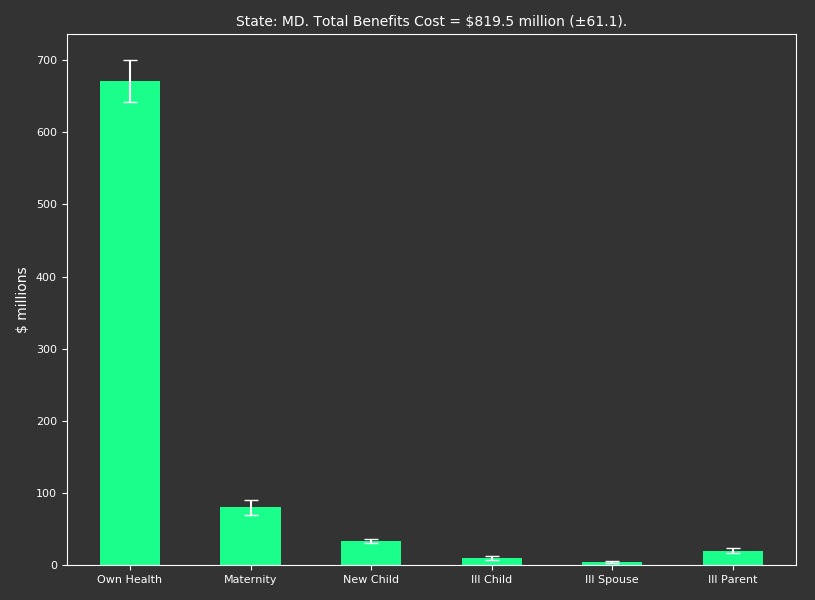 State: MD. Total Benefits Cost = $819.5 million (±61.1).
$ millions
700
600
500
400
300
200
100
0
Own Health
Maternity
New Child
Ill Child
Ill Spouse
Ill Parent